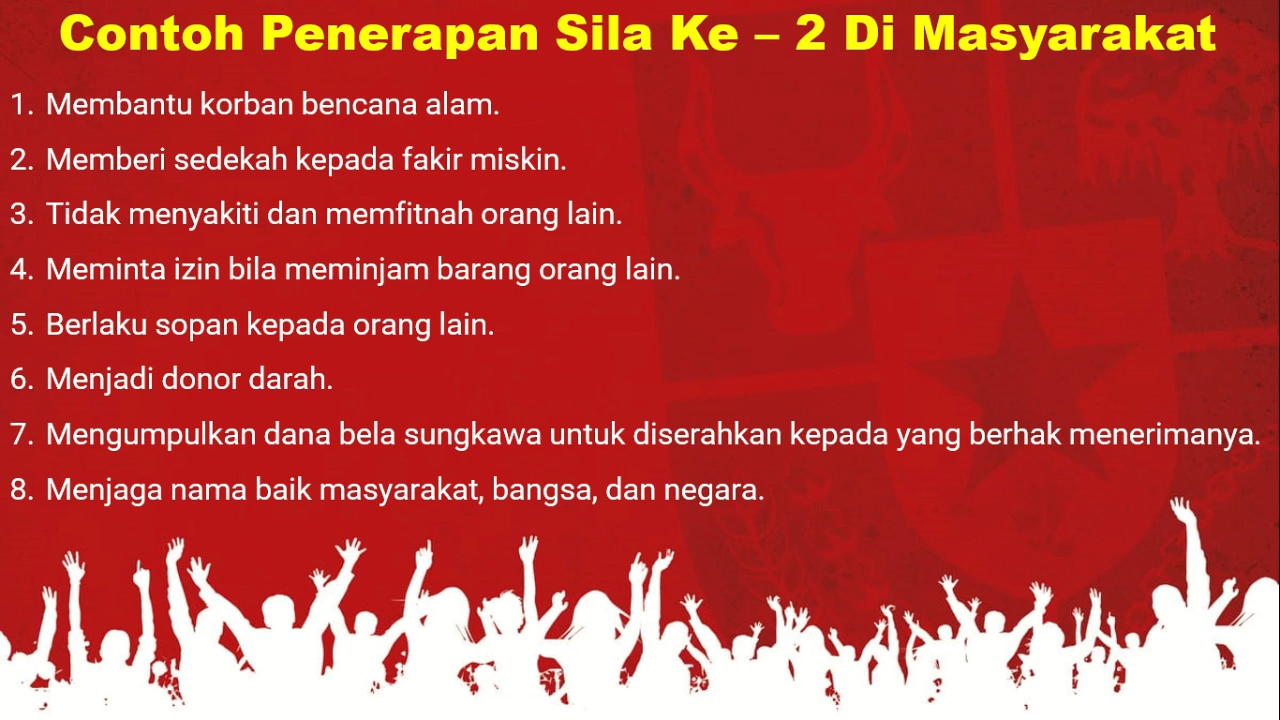 Contoh Penerapan Sila Ke – 2 Di Masyarakat
1. Membantu korban bencana alam.
2. Memberi sedekah kepada fakir miskin.
3. Tidak menyakiti dan memfitnah orang lain.
4. Meminta izin bila meminjam barang orang lain.
5. Berlaku sopan kepada orang lain.
6. Menjadi donor darah.
7. Mengumpulkan dana bela sungkawa untuk diserahkan kepada yang berhak menerimanya.
8. Menjaga nama baik masyarakat, bangsa, dan negara.